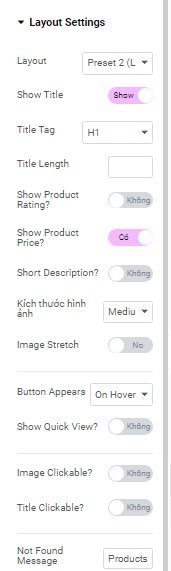 Layout Settings
Layout
Preset 2 (L
Show Title
Show
Title Tag
H1
Title Length
Show Product
Rating?
Không
Show Product
Price?
Có
Short Description?
Không
Kích thước hình
ảnh
Mediu
Image Stretch
No
Button Appears
On Hover
Show Quick View?
Không
Image Clickable?
Không
Title Clickable?
Không
Not Found
Message
Products